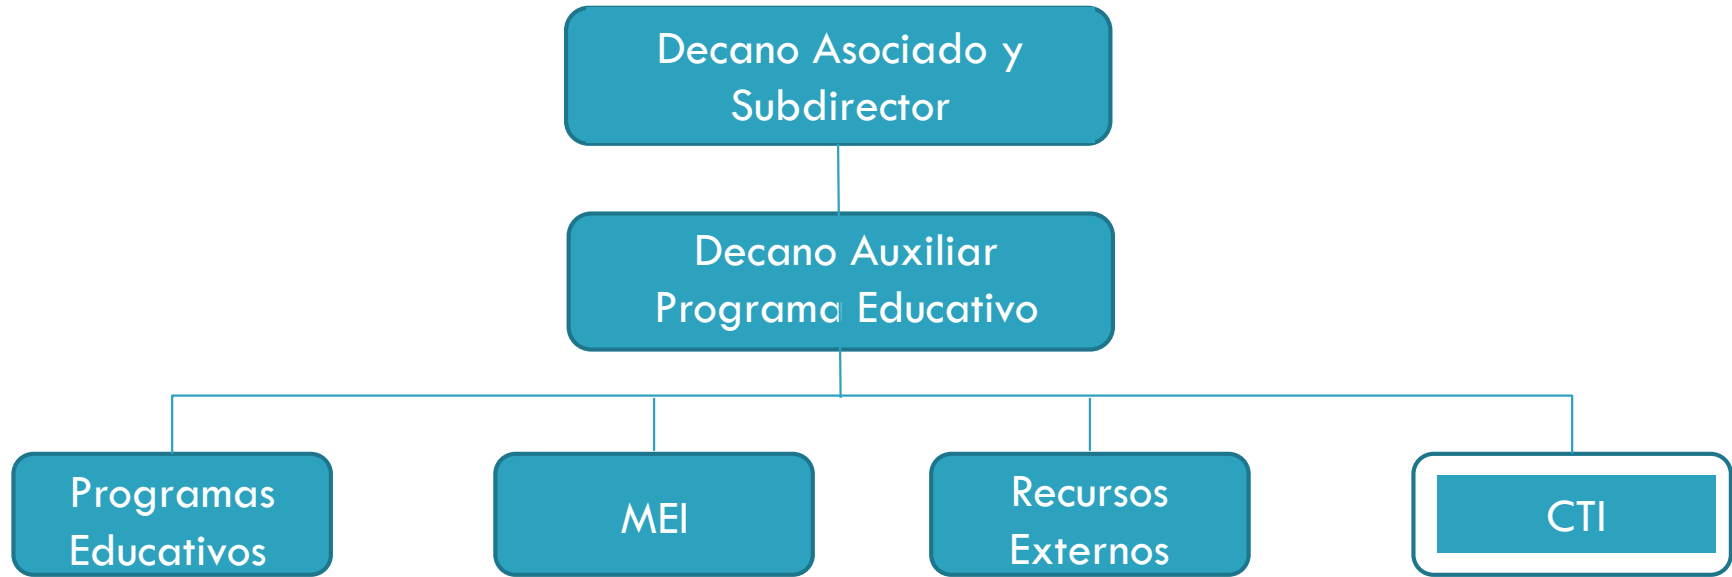 Decano Asociado y
Subdirector
Decano Auxiliar
Programa Educativo
Programas
Educativos
MEI
Recursos
Externos
CTI